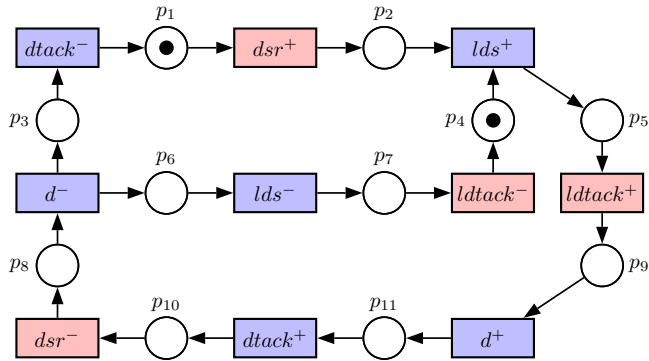 p₁ p₂
dtack⁻ dsr⁺ lds⁺
p₃ p₄ p₅
p₆ p₇
d⁻ lds⁻ ldtack⁻ ldtack⁺
p₈ p₉
p₁₀ p₁₁
dsr⁻ dtack⁺ d⁺